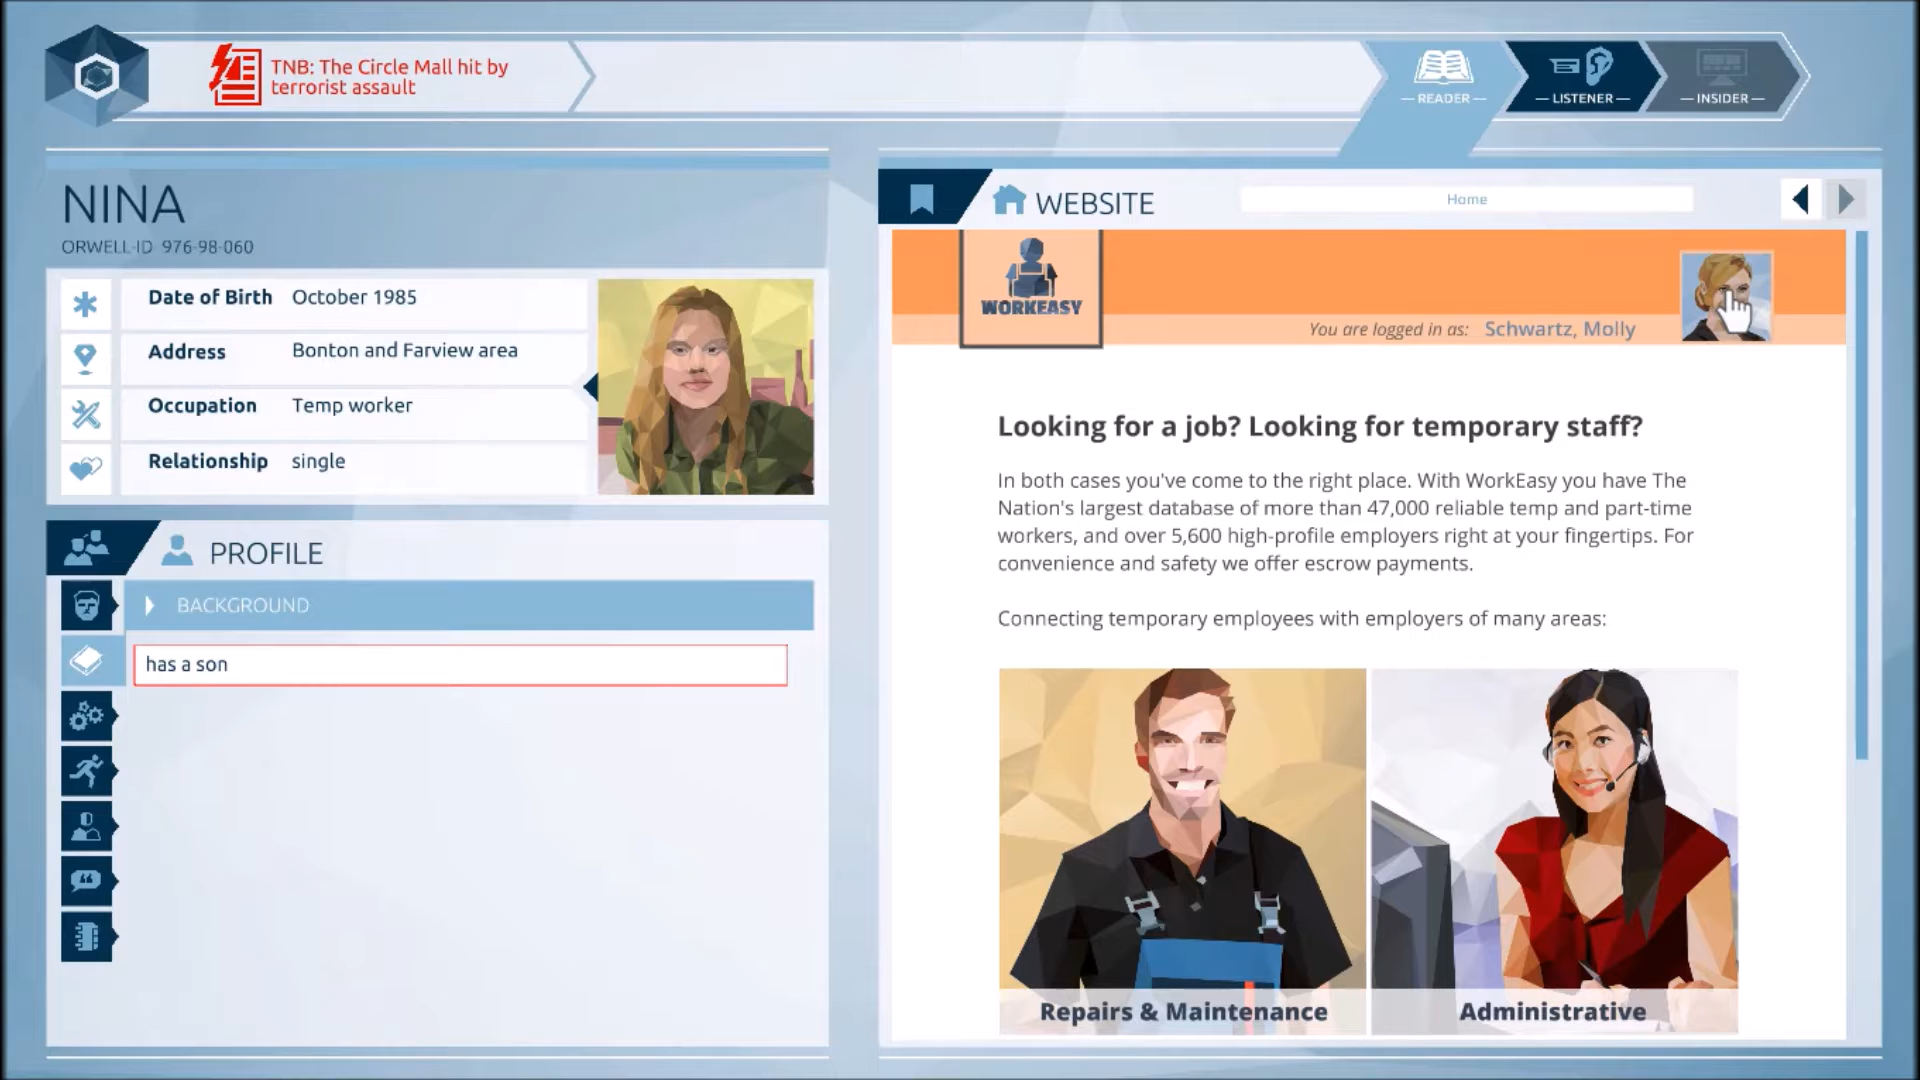 TNB: The Circle Mall hit by
terrorist assault
— READER —
— LISTENER —
— INSIDER —
NINA
ORWELL-ID 976-98-060
Date of Birth October 1985
Address Bonton and Farview area
Occupation Temp worker
Relationship single
PROFILE
BACKGROUND
has a son
WEBSITE
Home
WORKEASY
You are logged in as: Schwartz, Molly
Looking for a job? Looking for temporary staff?
In both cases you've come to the right place. With WorkEasy you have The
Nation's largest database of more than 47,000 reliable temp and part-time
workers, and over 5,600 high-profile employers right at your fingertips. For
convenience and safety we offer escrow payments.
Connecting temporary employees with employers of many areas:
Repairs & Maintenance
Administrative